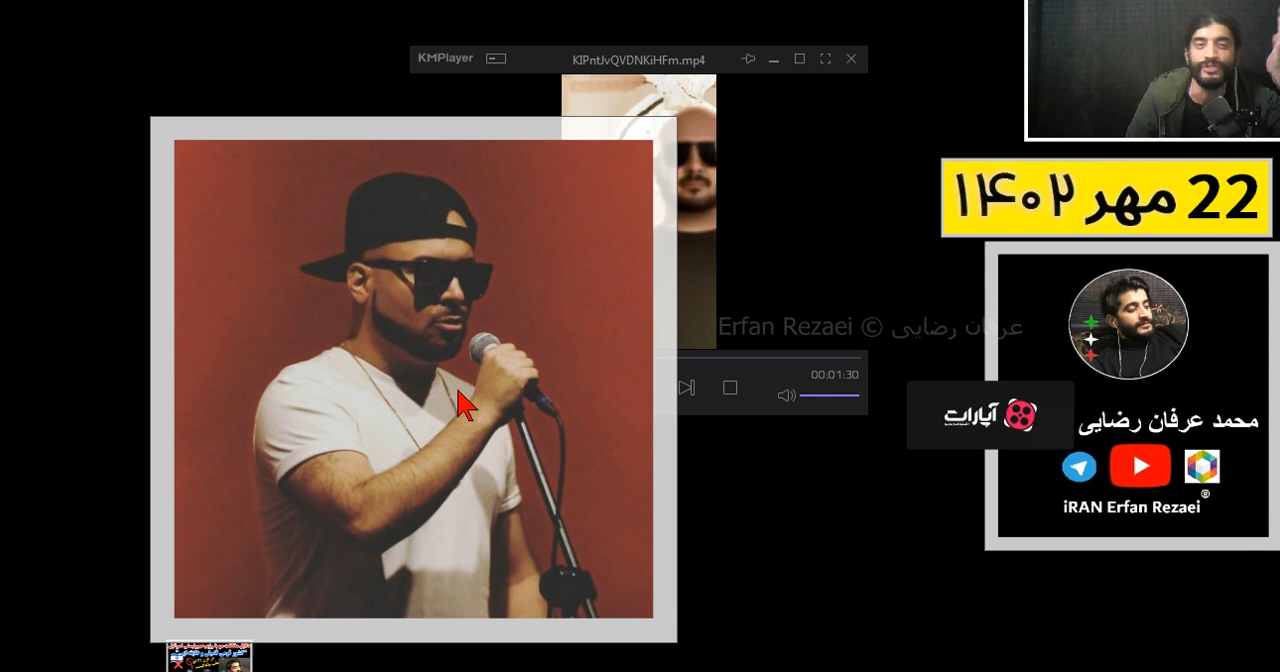 KMPlayer
KIPntJvQVDNKiHFm.mp4
22 مهر ۱۴۰۲
Erfan Rezaei © عرفان رضایی
00:01:30
آپارات
محمد عرفان رضایی
iRAN Erfan Rezaei®